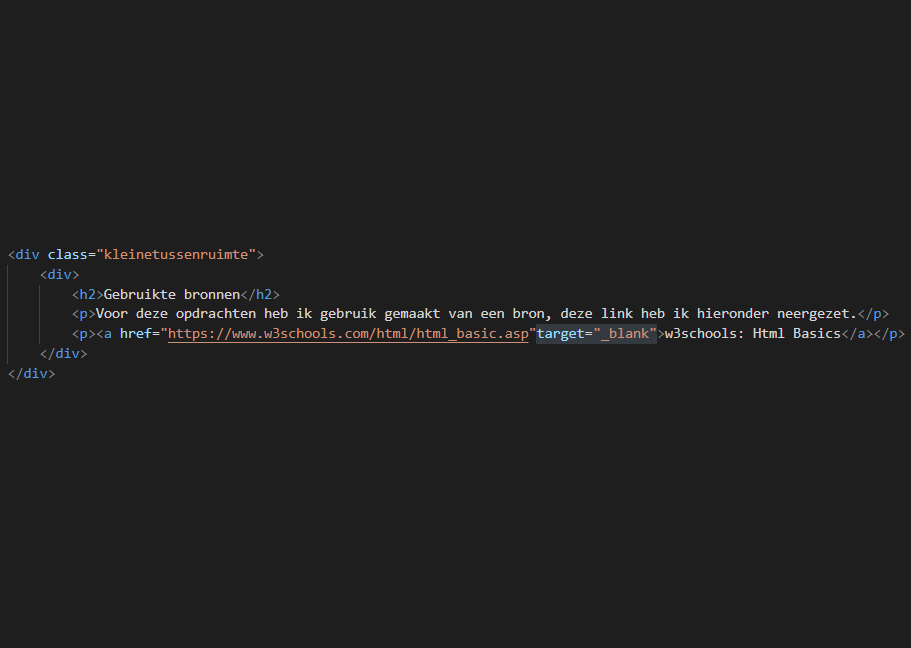 <div class="kleinetussenruimte">
<div>
<h2>Gebruikte bronnen</h2>
<p>Voor deze opdrachten heb ik gebruik gemaakt van een bron, deze link heb ik hieronder neergezet.</p>
<p><a href="https://www.w3schools.com/html/html_basic.asp"target="_blank">w3schools: Html Basics</a></p>
</div>
</div>